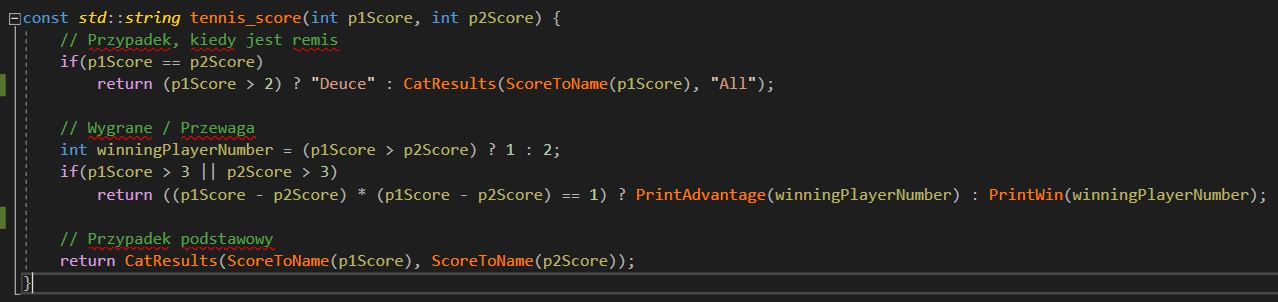 const std::string tennis_score(int p1Score, int p2Score) {
// Przypadek, kiedy jest remis
if(p1Score == p2Score)
return (p1Score > 2) ? "Deuce" : CatResults(ScoreToName(p1Score), "All");
// Wygrane / Przewaga
int winningPlayerNumber = (p1Score > p2Score) ? 1 : 2;
if(p1Score > 3 || p2Score > 3)
return ((p1Score - p2Score) * (p1Score - p2Score) == 1) ? PrintAdvantage(winningPlayerNumber) : PrintWin(winningPlayerNumber);
// Przypadek podstawowy
return CatResults(ScoreToName(p1Score), ScoreToName(p2Score));
}